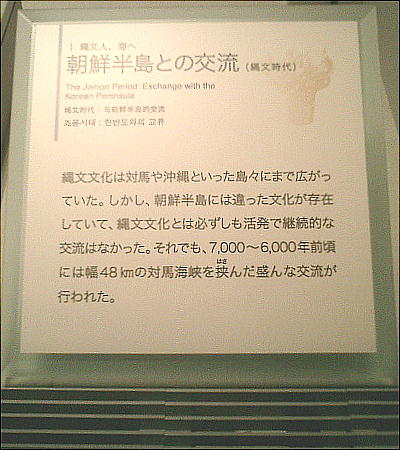 1 縄文人、海へ
朝鮮半島との交流（縄文時代）
The Jomon Period: Exchange with the
Korean Peninsula
縄文时代：与朝鲜半岛的交流
조몬시대 : 한반도와의 교류
縄文文化は対馬や沖縄といった島々にまで広がっ
ていた。しかし、朝鮮半島には違った文化が存在
していて、縄文文化とは必ずしも活発で継続的な
交流はなかった。それでも、7,000～6,000年前頃
には幅48kmの対馬海峡を挟んだ盛んな交流が
はさ
行われた。